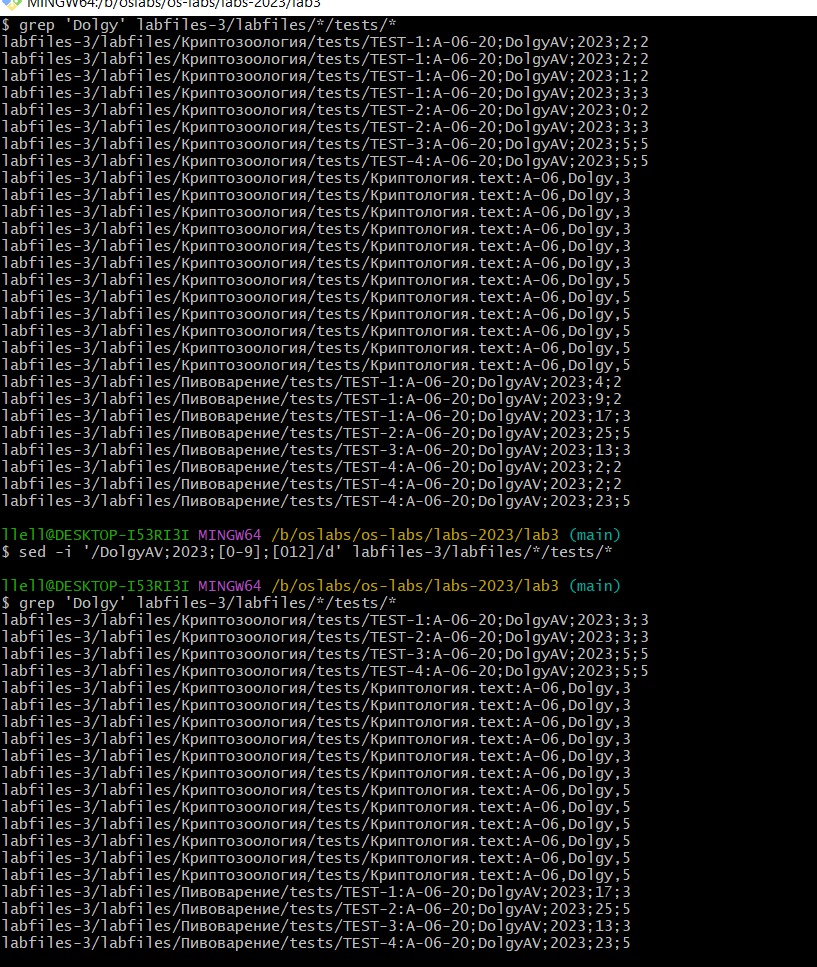 MINGW64:/b/oslabs/os-labs/labs-2023/lab3
$ grep 'Dolgy' labfiles-3/labfiles/*/tests/*
labfiles-3/labfiles/Криптозоология/tests/TEST-1:A-06-20;DolgyAV;2023;2;2
labfiles-3/labfiles/Криптозоология/tests/TEST-1:A-06-20;DolgyAV;2023;2;2
labfiles-3/labfiles/Криптозоология/tests/TEST-1:A-06-20;DolgyAV;2023;1;2
labfiles-3/labfiles/Криптозоология/tests/TEST-1:A-06-20;DolgyAV;2023;3;3
labfiles-3/labfiles/Криптозоология/tests/TEST-2:A-06-20;DolgyAV;2023;0;2
labfiles-3/labfiles/Криптозоология/tests/TEST-2:A-06-20;DolgyAV;2023;3;3
labfiles-3/labfiles/Криптозоология/tests/TEST-3:A-06-20;DolgyAV;2023;5;5
labfiles-3/labfiles/Криптозоология/tests/TEST-4:A-06-20;DolgyAV;2023;5;5
labfiles-3/labfiles/Криптозоология/tests/Криптология.text:A-06,Dolgy,3
labfiles-3/labfiles/Криптозоология/tests/Криптология.text:A-06,Dolgy,3
labfiles-3/labfiles/Криптозоология/tests/Криптология.text:A-06,Dolgy,3
labfiles-3/labfiles/Криптозоология/tests/Криптология.text:A-06,Dolgy,3
labfiles-3/labfiles/Криптозоология/tests/Криптология.text:A-06,Dolgy,3
labfiles-3/labfiles/Криптозоология/tests/Криптология.text:A-06,Dolgy,3
labfiles-3/labfiles/Криптозоология/tests/Криптология.text:A-06,Dolgy,5
labfiles-3/labfiles/Криптозоология/tests/Криптология.text:A-06,Dolgy,5
labfiles-3/labfiles/Криптозоология/tests/Криптология.text:A-06,Dolgy,5
labfiles-3/labfiles/Криптозоология/tests/Криптология.text:A-06,Dolgy,5
labfiles-3/labfiles/Криптозоология/tests/Криптология.text:A-06,Dolgy,5
labfiles-3/labfiles/Криптозоология/tests/Криптология.text:A-06,Dolgy,5
labfiles-3/labfiles/Пивоварение/tests/TEST-1:A-06-20;DolgyAV;2023;4;2
labfiles-3/labfiles/Пивоварение/tests/TEST-1:A-06-20;DolgyAV;2023;9;2
labfiles-3/labfiles/Пивоварение/tests/TEST-1:A-06-20;DolgyAV;2023;17;3
labfiles-3/labfiles/Пивоварение/tests/TEST-2:A-06-20;DolgyAV;2023;25;5
labfiles-3/labfiles/Пивоварение/tests/TEST-3:A-06-20;DolgyAV;2023;13;3
labfiles-3/labfiles/Пивоварение/tests/TEST-4:A-06-20;DolgyAV;2023;2;2
labfiles-3/labfiles/Пивоварение/tests/TEST-4:A-06-20;DolgyAV;2023;2;2
labfiles-3/labfiles/Пивоварение/tests/TEST-4:A-06-20;DolgyAV;2023;23;5
llell@DESKTOP-I53RI3I MINGW64 /b/oslabs/os-labs/labs-2023/lab3 (main)
$ sed -i '/DolgyAV;2023;[0-9];[012]/d' labfiles-3/labfiles/*/tests/*
llell@DESKTOP-I53RI3I MINGW64 /b/oslabs/os-labs/labs-2023/lab3 (main)
$ grep 'Dolgy' labfiles-3/labfiles/*/tests/*
labfiles-3/labfiles/Криптозоология/tests/TEST-1:A-06-20;DolgyAV;2023;3;3
labfiles-3/labfiles/Криптозоология/tests/TEST-2:A-06-20;DolgyAV;2023;3;3
labfiles-3/labfiles/Криптозоология/tests/TEST-3:A-06-20;DolgyAV;2023;5;5
labfiles-3/labfiles/Криптозоология/tests/TEST-4:A-06-20;DolgyAV;2023;5;5
labfiles-3/labfiles/Криптозоология/tests/Криптология.text:A-06,Dolgy,3
labfiles-3/labfiles/Криптозоология/tests/Криптология.text:A-06,Dolgy,3
labfiles-3/labfiles/Криптозоология/tests/Криптология.text:A-06,Dolgy,3
labfiles-3/labfiles/Криптозоология/tests/Криптология.text:A-06,Dolgy,3
labfiles-3/labfiles/Криптозоология/tests/Криптология.text:A-06,Dolgy,3
labfiles-3/labfiles/Криптозоология/tests/Криптология.text:A-06,Dolgy,3
labfiles-3/labfiles/Криптозоология/tests/Криптология.text:A-06,Dolgy,5
labfiles-3/labfiles/Криптозоология/tests/Криптология.text:A-06,Dolgy,5
labfiles-3/labfiles/Криптозоология/tests/Криптология.text:A-06,Dolgy,5
labfiles-3/labfiles/Криптозоология/tests/Криптология.text:A-06,Dolgy,5
labfiles-3/labfiles/Криптозоология/tests/Криптология.text:A-06,Dolgy,5
labfiles-3/labfiles/Криптозоология/tests/Криптология.text:A-06,Dolgy,5
labfiles-3/labfiles/Пивоварение/tests/TEST-1:A-06-20;DolgyAV;2023;17;3
labfiles-3/labfiles/Пивоварение/tests/TEST-2:A-06-20;DolgyAV;2023;25;5
labfiles-3/labfiles/Пивоварение/tests/TEST-3:A-06-20;DolgyAV;2023;13;3
labfiles-3/labfiles/Пивоварение/tests/TEST-4:A-06-20;DolgyAV;2023;23;5